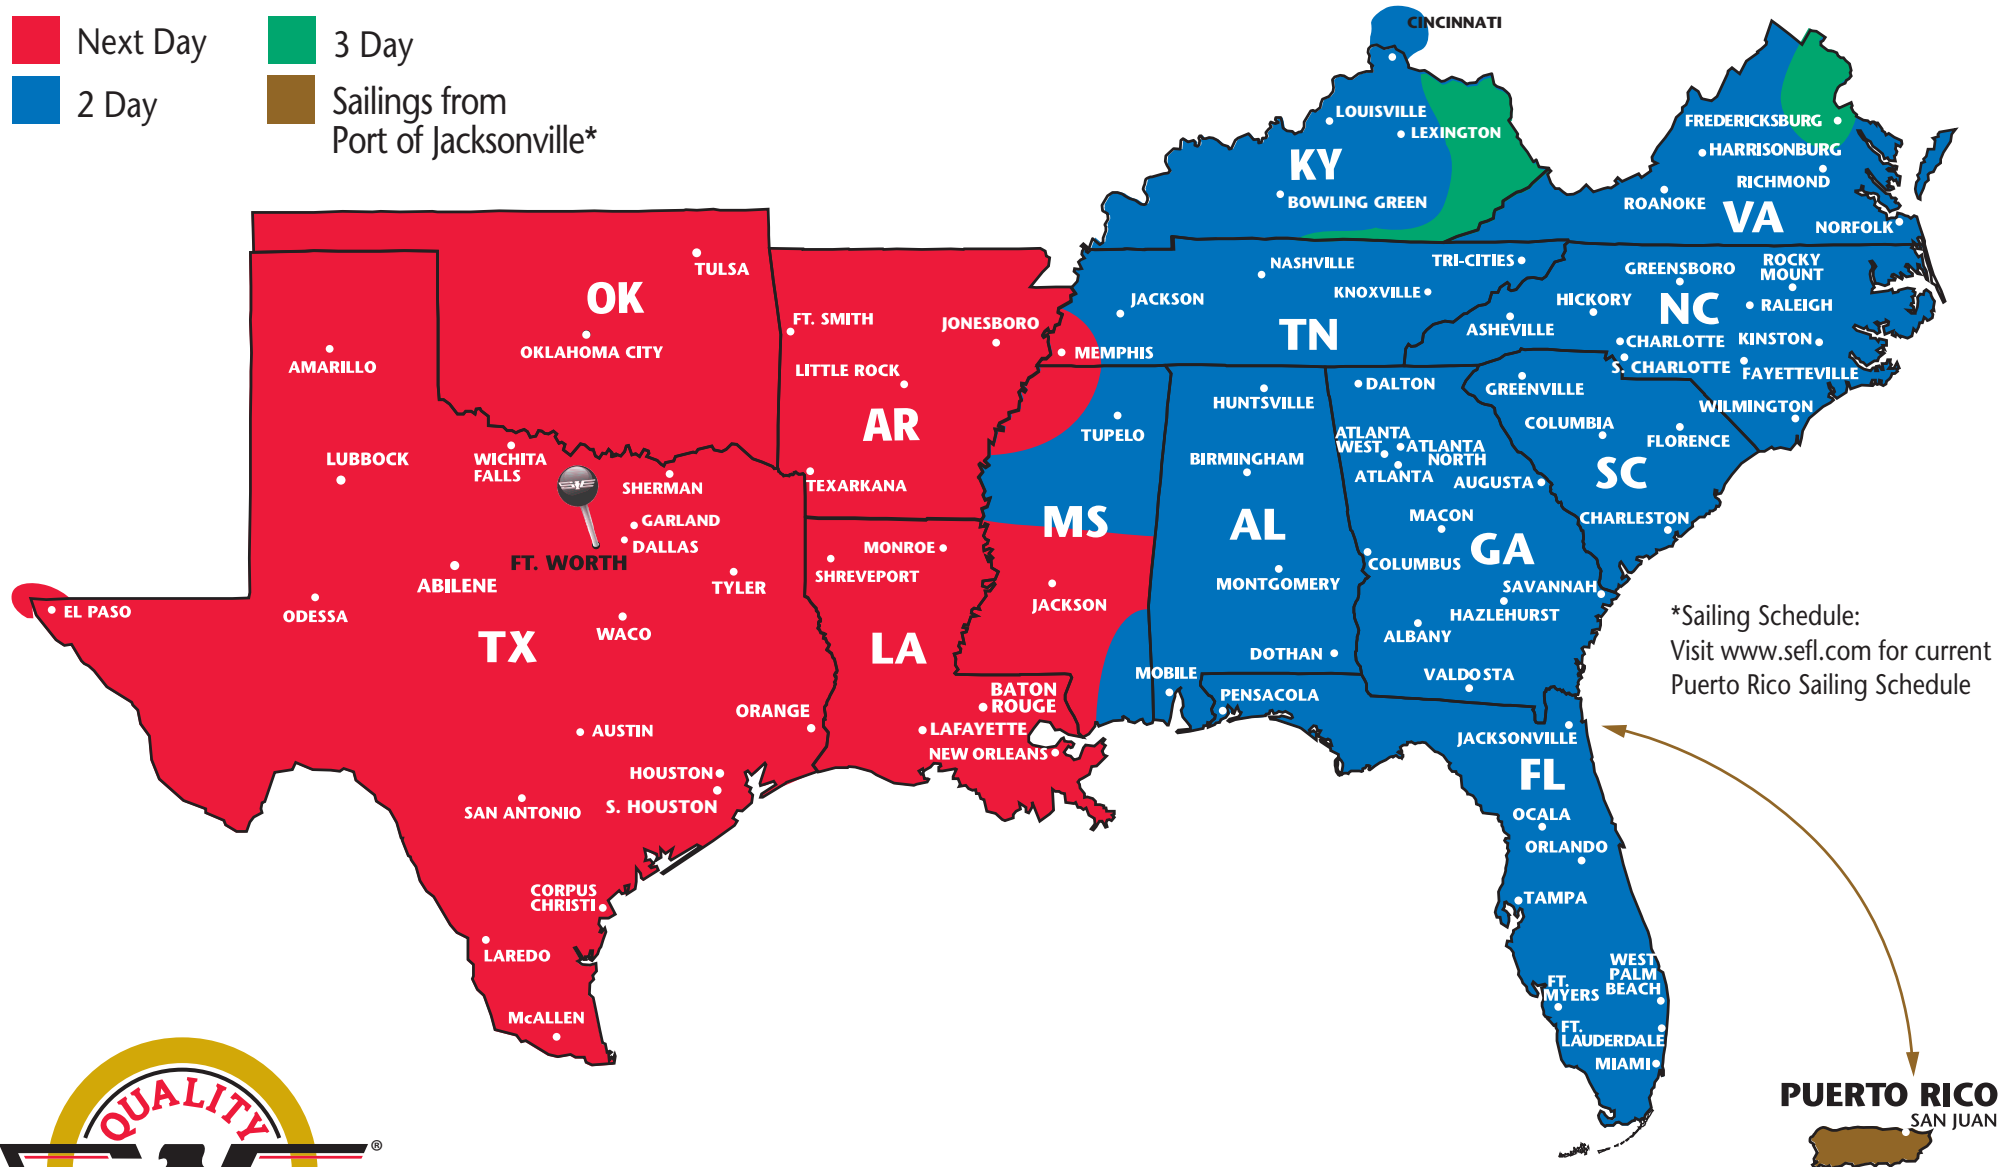 Next Day
3 Day
2 Day
Sailings from
Port of Jacksonville*
CINCINNATI
LOUISVILLE
LEXINGTON
KY
BOWLING GREEN
FREDERICKSBURG
HARRISONBURG
RICHMOND
ROANOKE
VA
NORFOLK
TULSA
OK
OKLAHOMA CITY
AMARILLO
FT. SMITH
JONESBORO
LITTLE ROCK
AR
TEXARKANA
NASHVILLE
TRI-CITIES
JACKSON
KNOXVILLE
TN
MEMPHIS
GREENSBORO
ROCKY
MOUNT
HICKORY
NC
RALEIGH
ASHEVILLE
CHARLOTTE
KINSTON
S. CHARLOTTE
FAYETTEVILLE
WILMINGTON
GREENVILLE
COLUMBIA
FLORENCE
SC
CHARLESTON
TUPELO
MS
JACKSON
HUNTSVILLE
BIRMINGHAM
AL
MONTGOMERY
DOTHAN
MOBILE
DALTON
ATLANTA
WEST
ATLANTA
NORTH
ATLANTA
AUGUSTA
MACON
GA
COLUMBUS
SAVANNAH
HAZLEHURST
ALBANY
VALDOSTA
LUBBOCK
WICHITA
FALLS
SHERMAN
GARLAND
DALLAS
FT. WORTH
ABILENE
TYLER
EL PASO
ODESSA
WACO
TX
AUSTIN
ORANGE
HOUSTON
S. HOUSTON
SAN ANTONIO
CORPUS
CHRISTI
LAREDO
McALLEN
MONROE
SHREVEPORT
LA
BATON
ROUGE
LAFAYETTE
NEW ORLEANS
PENSACOLA
JACKSONVILLE
FL
OCALA
ORLANDO
TAMPA
WEST
PALM
BEACH
FT.
MYERS
FT.
LAUDERDALE
MIAMI
*Sailing Schedule:
Visit www.sefl.com for current
Puerto Rico Sailing Schedule
PUERTO RICO
SAN JUAN
QUALITY
®